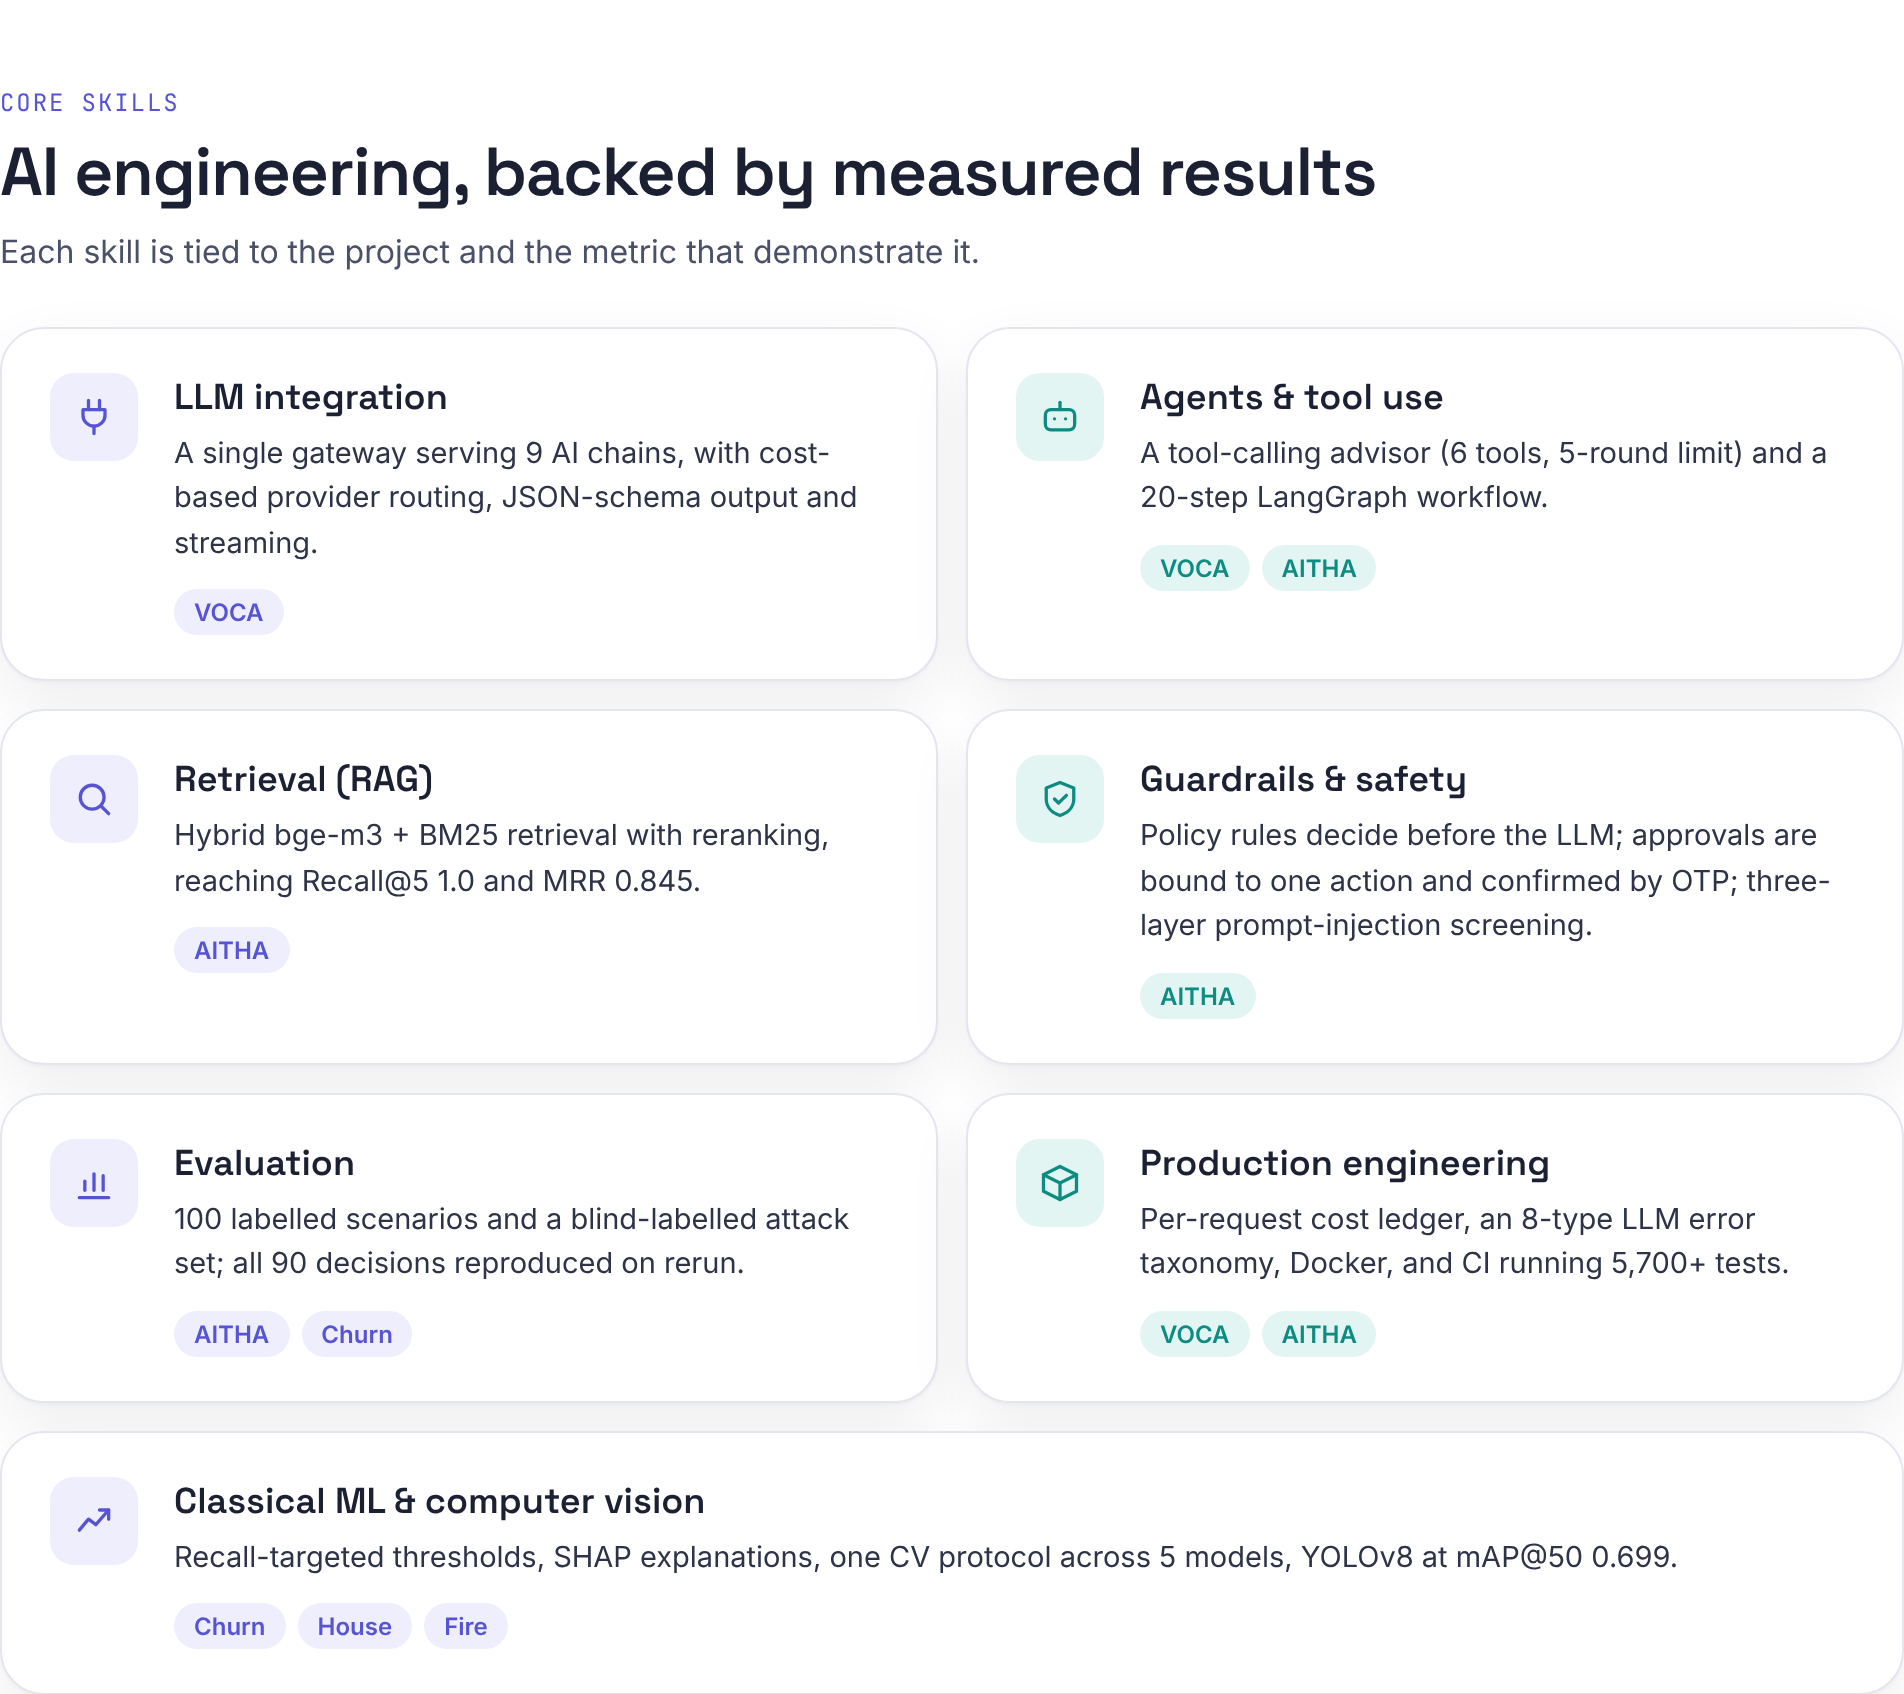 CORE SKILLS
AI engineering, backed by measured results
Each skill is tied to the project and the metric that demonstrate it.
LLM integration
A single gateway serving 9 AI chains, with cost-
based provider routing, JSON-schema output and
streaming.
VOCA
Agents & tool use
A tool-calling advisor (6 tools, 5-round limit) and a
20-step LangGraph workflow.
VOCA AITHA
Retrieval (RAG)
Hybrid bge-m3 + BM25 retrieval with reranking,
reaching Recall@5 1.0 and MRR 0.845.
AITHA
Guardrails & safety
Policy rules decide before the LLM; approvals are
bound to one action and confirmed by OTP; three-
layer prompt-injection screening.
AITHA
Evaluation
100 labelled scenarios and a blind-labelled attack
set; all 90 decisions reproduced on rerun.
AITHA Churn
Production engineering
Per-request cost ledger, an 8-type LLM error
taxonomy, Docker, and CI running 5,700+ tests.
VOCA AITHA
Classical ML & computer vision
Recall-targeted thresholds, SHAP explanations, one CV protocol across 5 models, YOLOv8 at mAP@50 0.699.
Churn House Fire